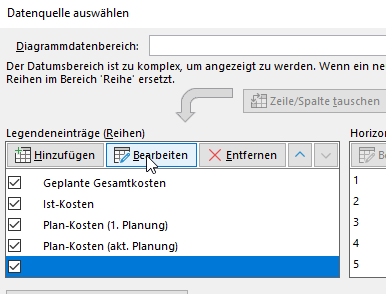 Datenquelle auswählen
Diagrammdatenbereich:
Der Datumsbereich ist zu komplex, um angezeigt zu werden. Wenn ein ne
Reihen im Bereich 'Reihe' ersetzt.
Zeile/Spalte tauschen
Legendeneinträge (Reihen)
Horizon
Hinzufügen
Bearbeiten
Entfernen
Be
Geplante Gesamtkosten
1
Ist-Kosten
2
Plan-Kosten (1. Planung)
3
Plan-Kosten (akt. Planung)
4
5